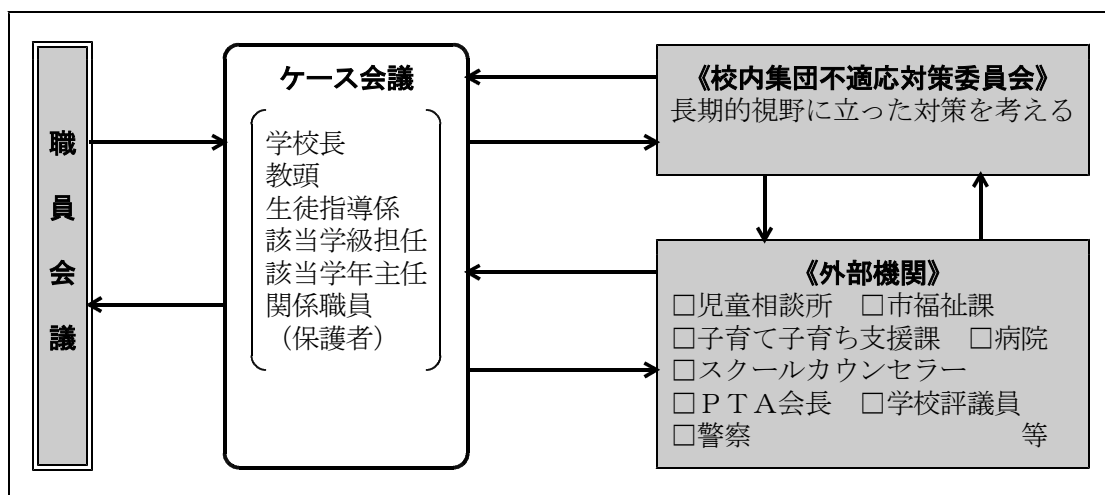 職員会議
ケース会議
学校長
教頭
生徒指導係
該当学級担任
該当学年主任
関係職員
（保護者）
《校内集団不適応対策委員会》
長期的視野に立った対策を考える
《外部機関》
□児童相談所　□市福祉課
□子育て子育ち支援課　□病院
□スクールカウンセラー
□ＰＴＡ会長　□学校評議員
□警察　　　　　　　　　等